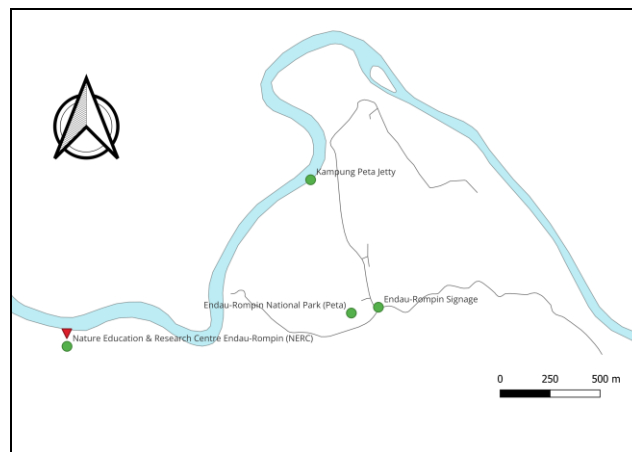 Kampung Peta Jetty
Endau-Rompin National Park (Peta)
Endau-Rompin Signage
Nature Education & Research Centre Endau-Rompin (NERC)
0 250 500 m